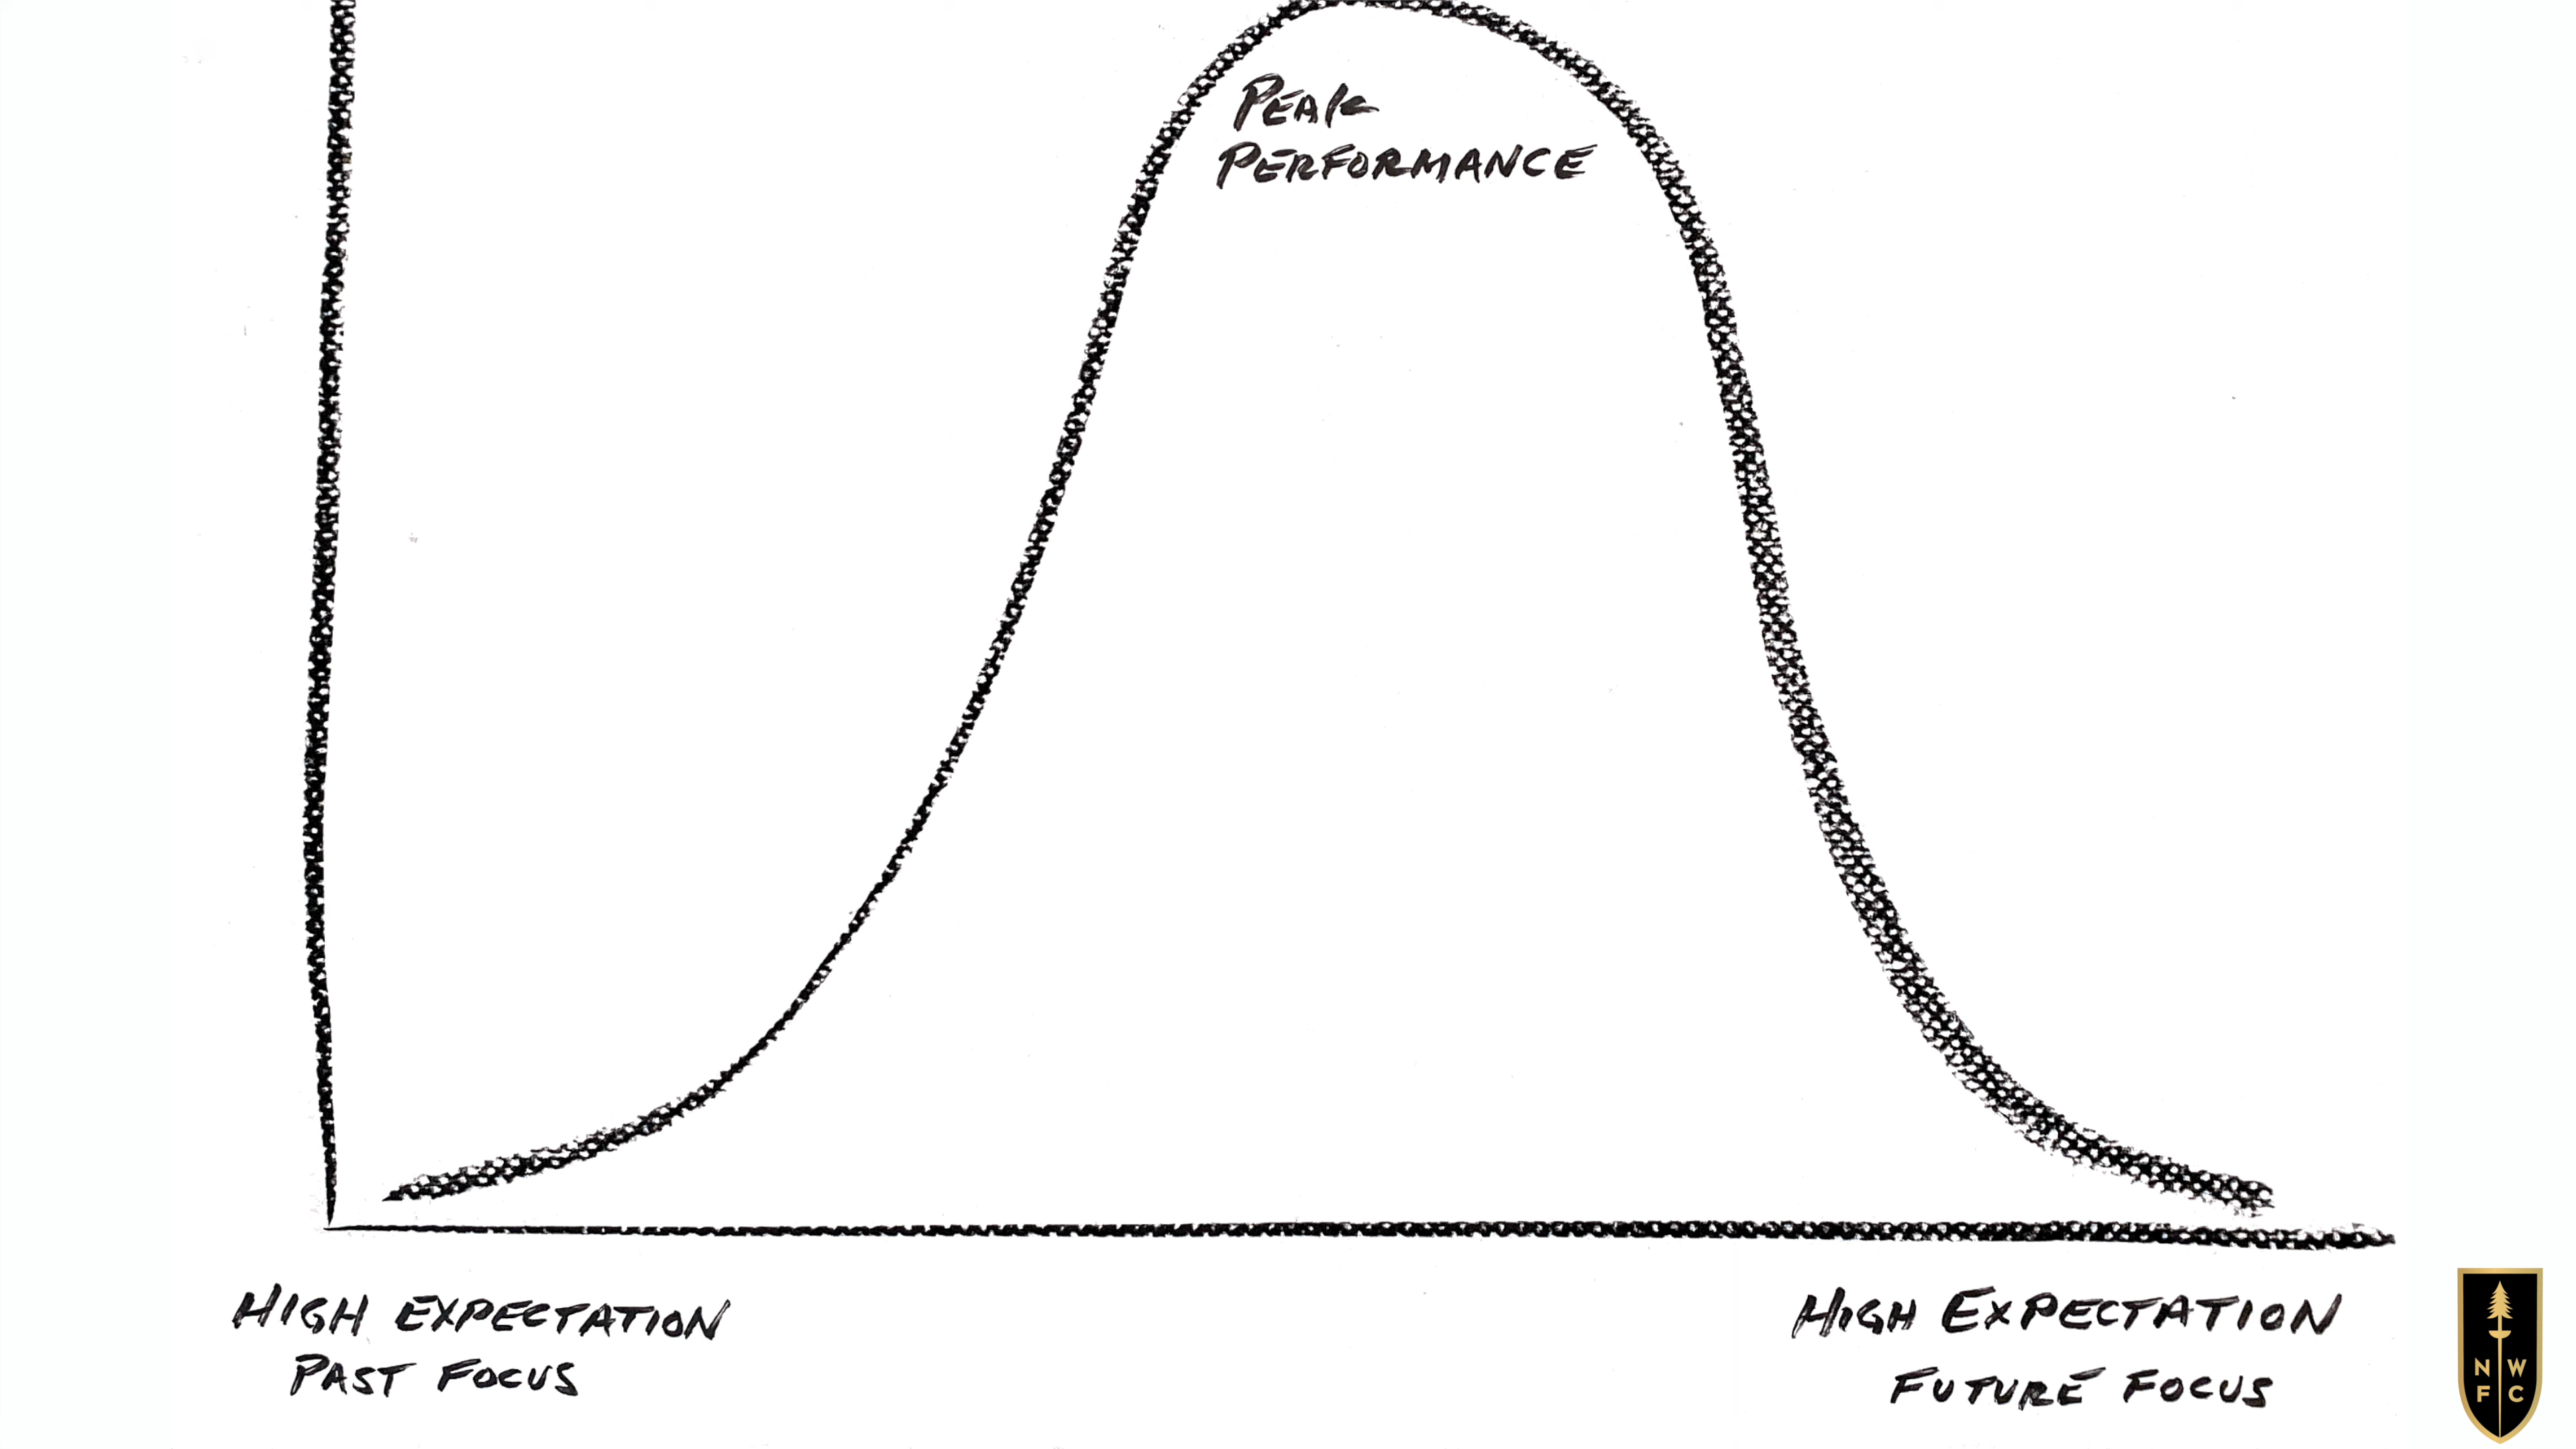 PEAK
PERFORMANCE
HIGH EXPECTATION
PAST FOCUS
HIGH EXPECTATION
FUTURE FOCUS
N W
F C